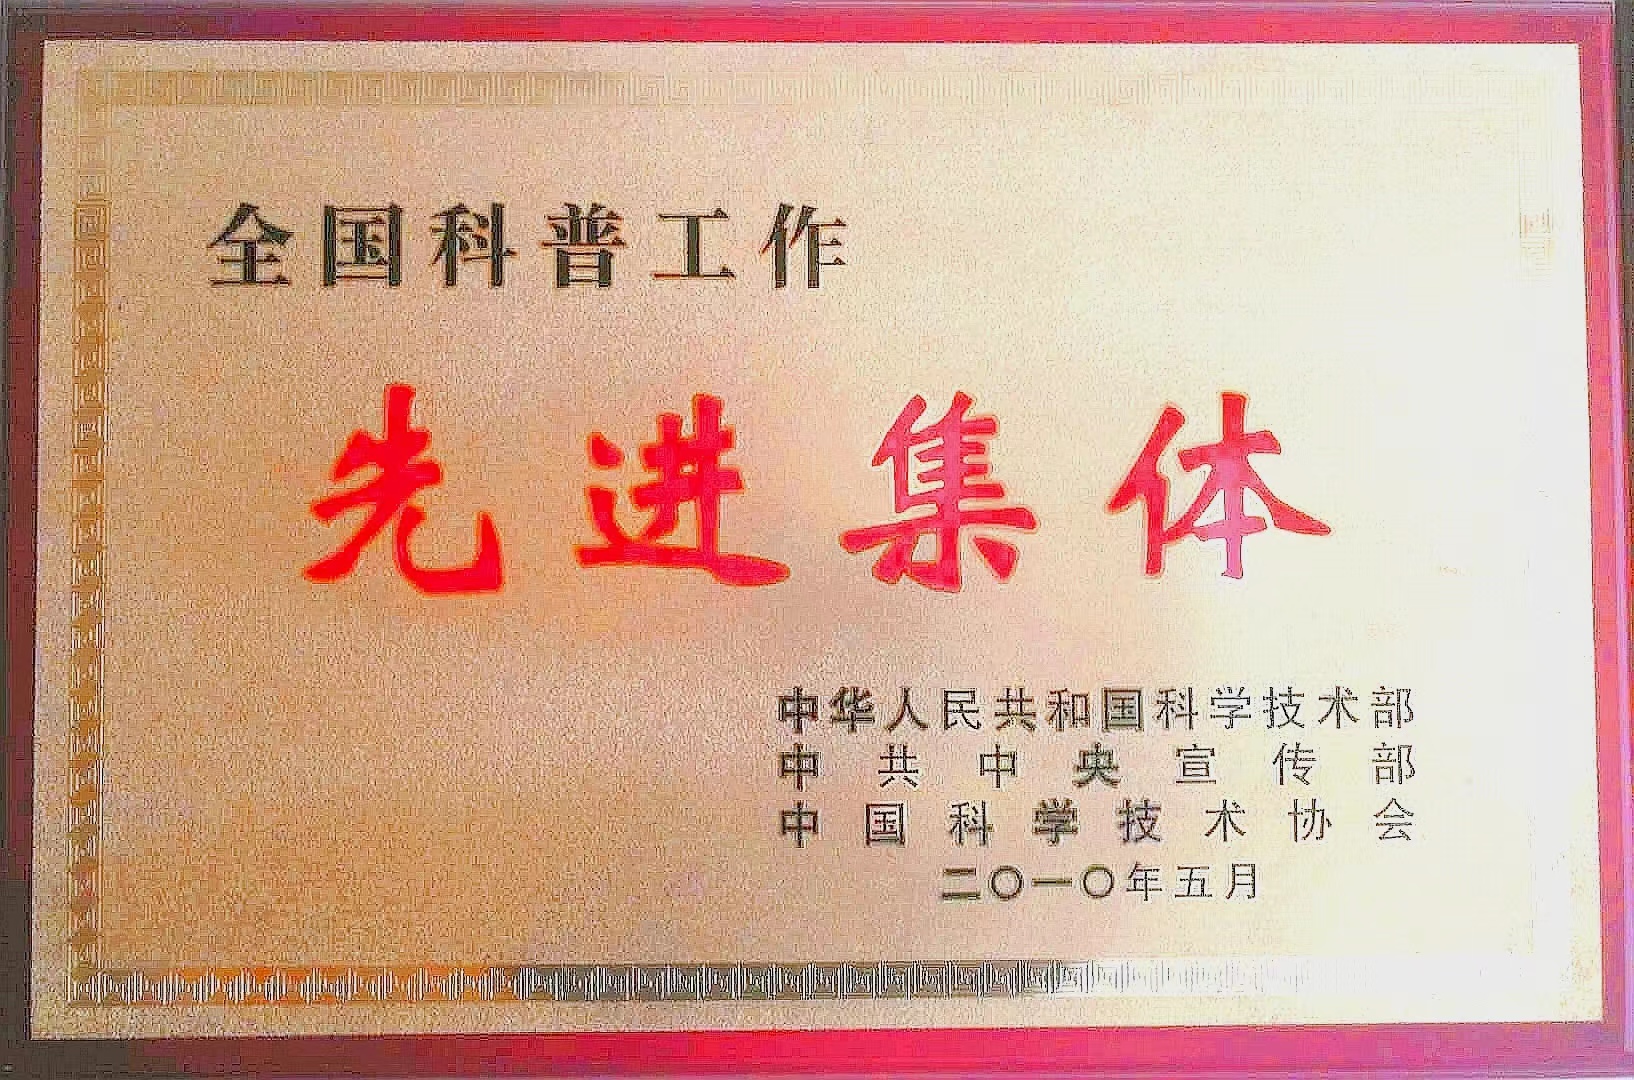 全国科普工作
先进集体
中华人民共和国科学技术部
中共中央宣传部
中国科学技术协会
二〇一〇年五月